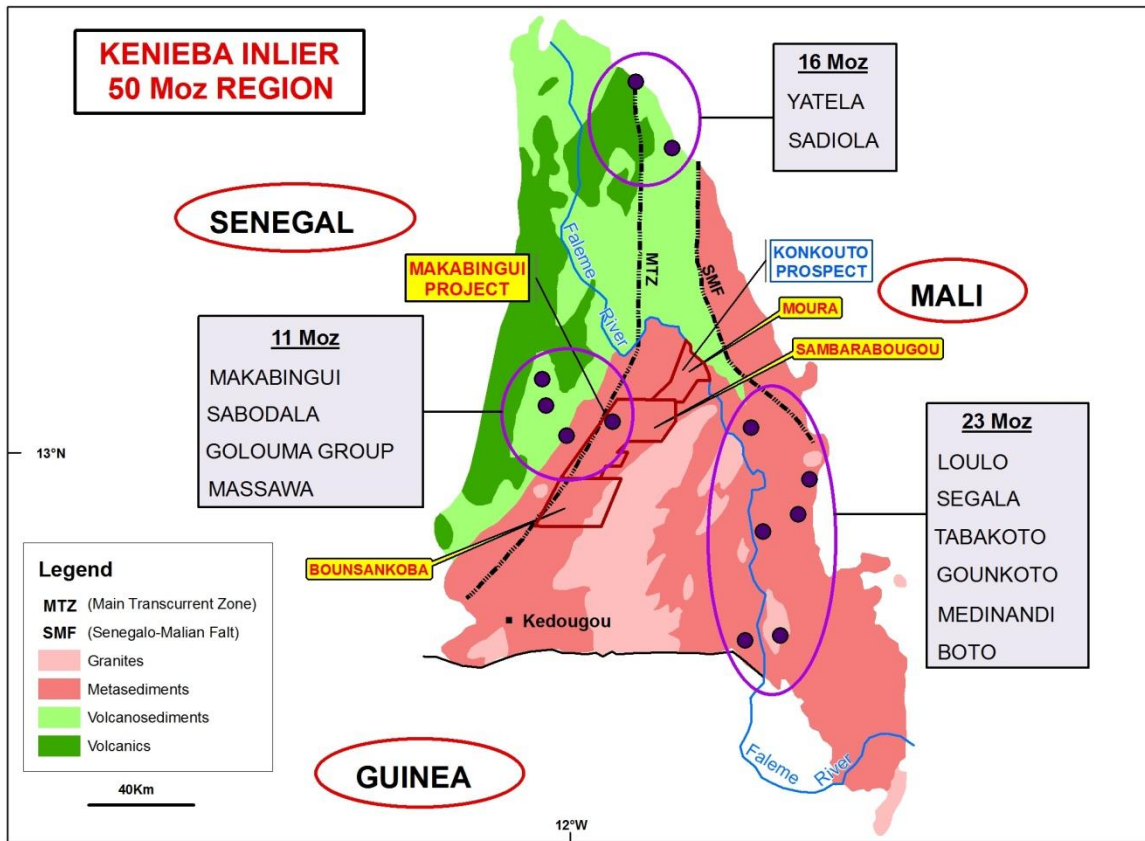 KENIEBA INLIER
50 Moz REGION
16 Moz
YATELA
SADIOLA
SENEGAL
Faleme
River
MTZ
SMF
KONKOUTO
PROSPECT
MAKABINGUI
PROJECT
MALI
MOURA
SAMBARABOUGOU
11 Moz
MAKABINGUI
SABODALA
GOLOUMA GROUP
MASSAWA
13°N
23 Moz
LOULO
SEGALA
TABAKOTO
GOUNKOTO
MEDINANDI
BOTO
BOUNSANKOBA
Kedougou
Legend
MTZ (Main Transcurrent Zone)
SMF (Senegalo-Malian Falt)
Granites
Metasediments
Volcanosediments
Volcanics
40Km
GUINEA
Faleme River
12°W